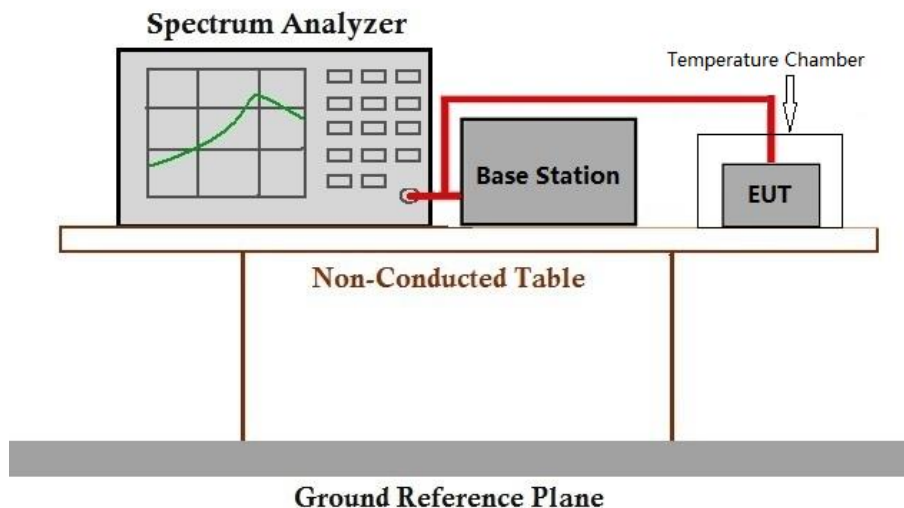 Spectrum Analyzer
Temperature Chamber
Base Station
EUT
Non-Conducted Table
Ground Reference Plane